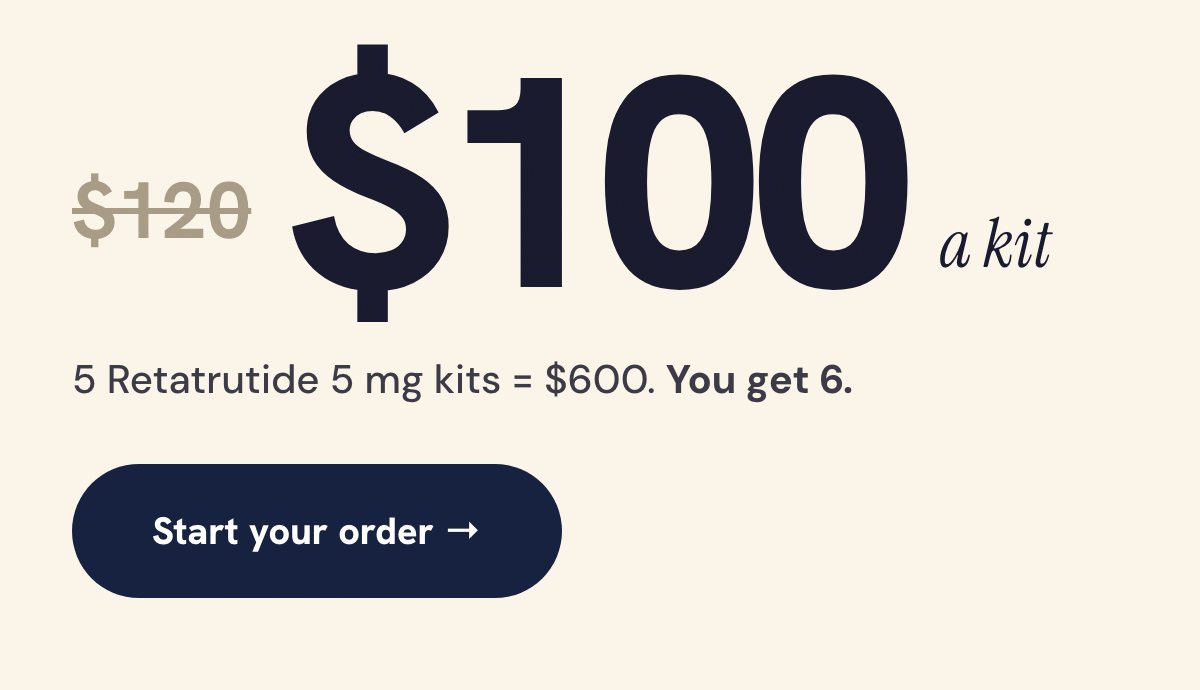 $120 $100 a kit
5 Retatrutide 5 mg kits = $600. You get 6.
Start your order →